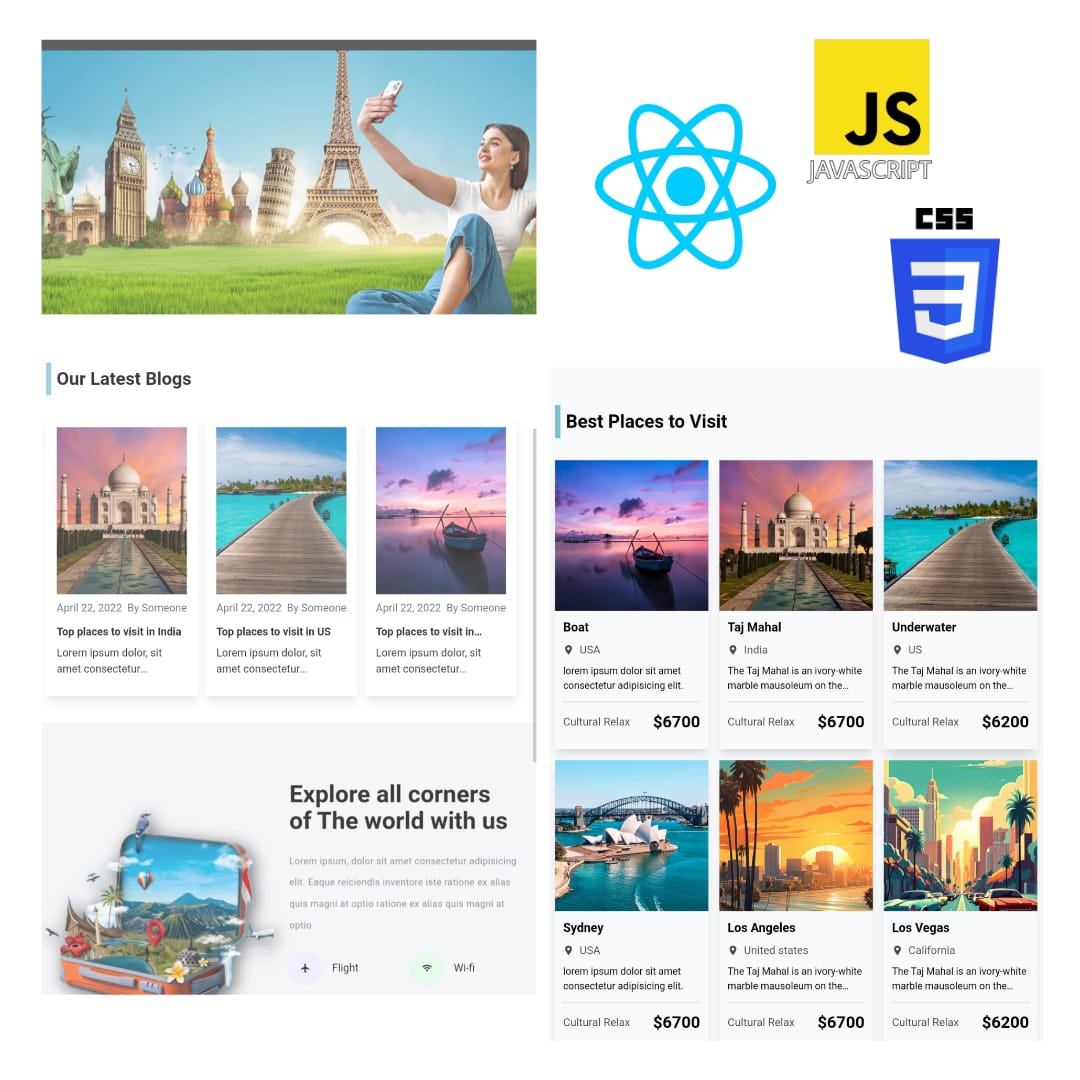 JS
JAVASCRIPT
CSS
Our Latest Blogs
April 22, 2022 By Someone
Top places to visit in India
Lorem ipsum dolor, sit
amet consectetur...
April 22, 2022 By Someone
Top places to visit in US
Lorem ipsum dolor, sit
amet consectetur...
April 22, 2022 By Someone
Top places to visit in...
Lorem ipsum dolor, sit
amet consectetur...
Explore all corners
of The world with us
Lorem ipsum, dolor sit amet consectetur adipisicing
elit. Eaque reiciendis inventore iste ratione ex alias
quis magni at optio ratione ex alias quis magni at
optio
Flight
Wi-fi
Best Places to Visit
Boat
USA
lorem ipsum dolor sit amet
consectetur adipisicing elit.
Cultural Relax $6700
Taj Mahal
India
The Taj Mahal is an ivory-white
marble mausoleum on the...
Cultural Relax $6700
Underwater
US
The Taj Mahal is an ivory-white
marble mausoleum on the...
Cultural Relax $6200
Sydney
USA
lorem ipsum dolor sit amet
consectetur adipisicing elit.
Cultural Relax $6700
Los Angeles
United states
The Taj Mahal is an ivory-white
marble mausoleum on the...
Cultural Relax $6700
Los Vegas
California
The Taj Mahal is an ivory-white
marble mausoleum on the...
Cultural Relax $6200